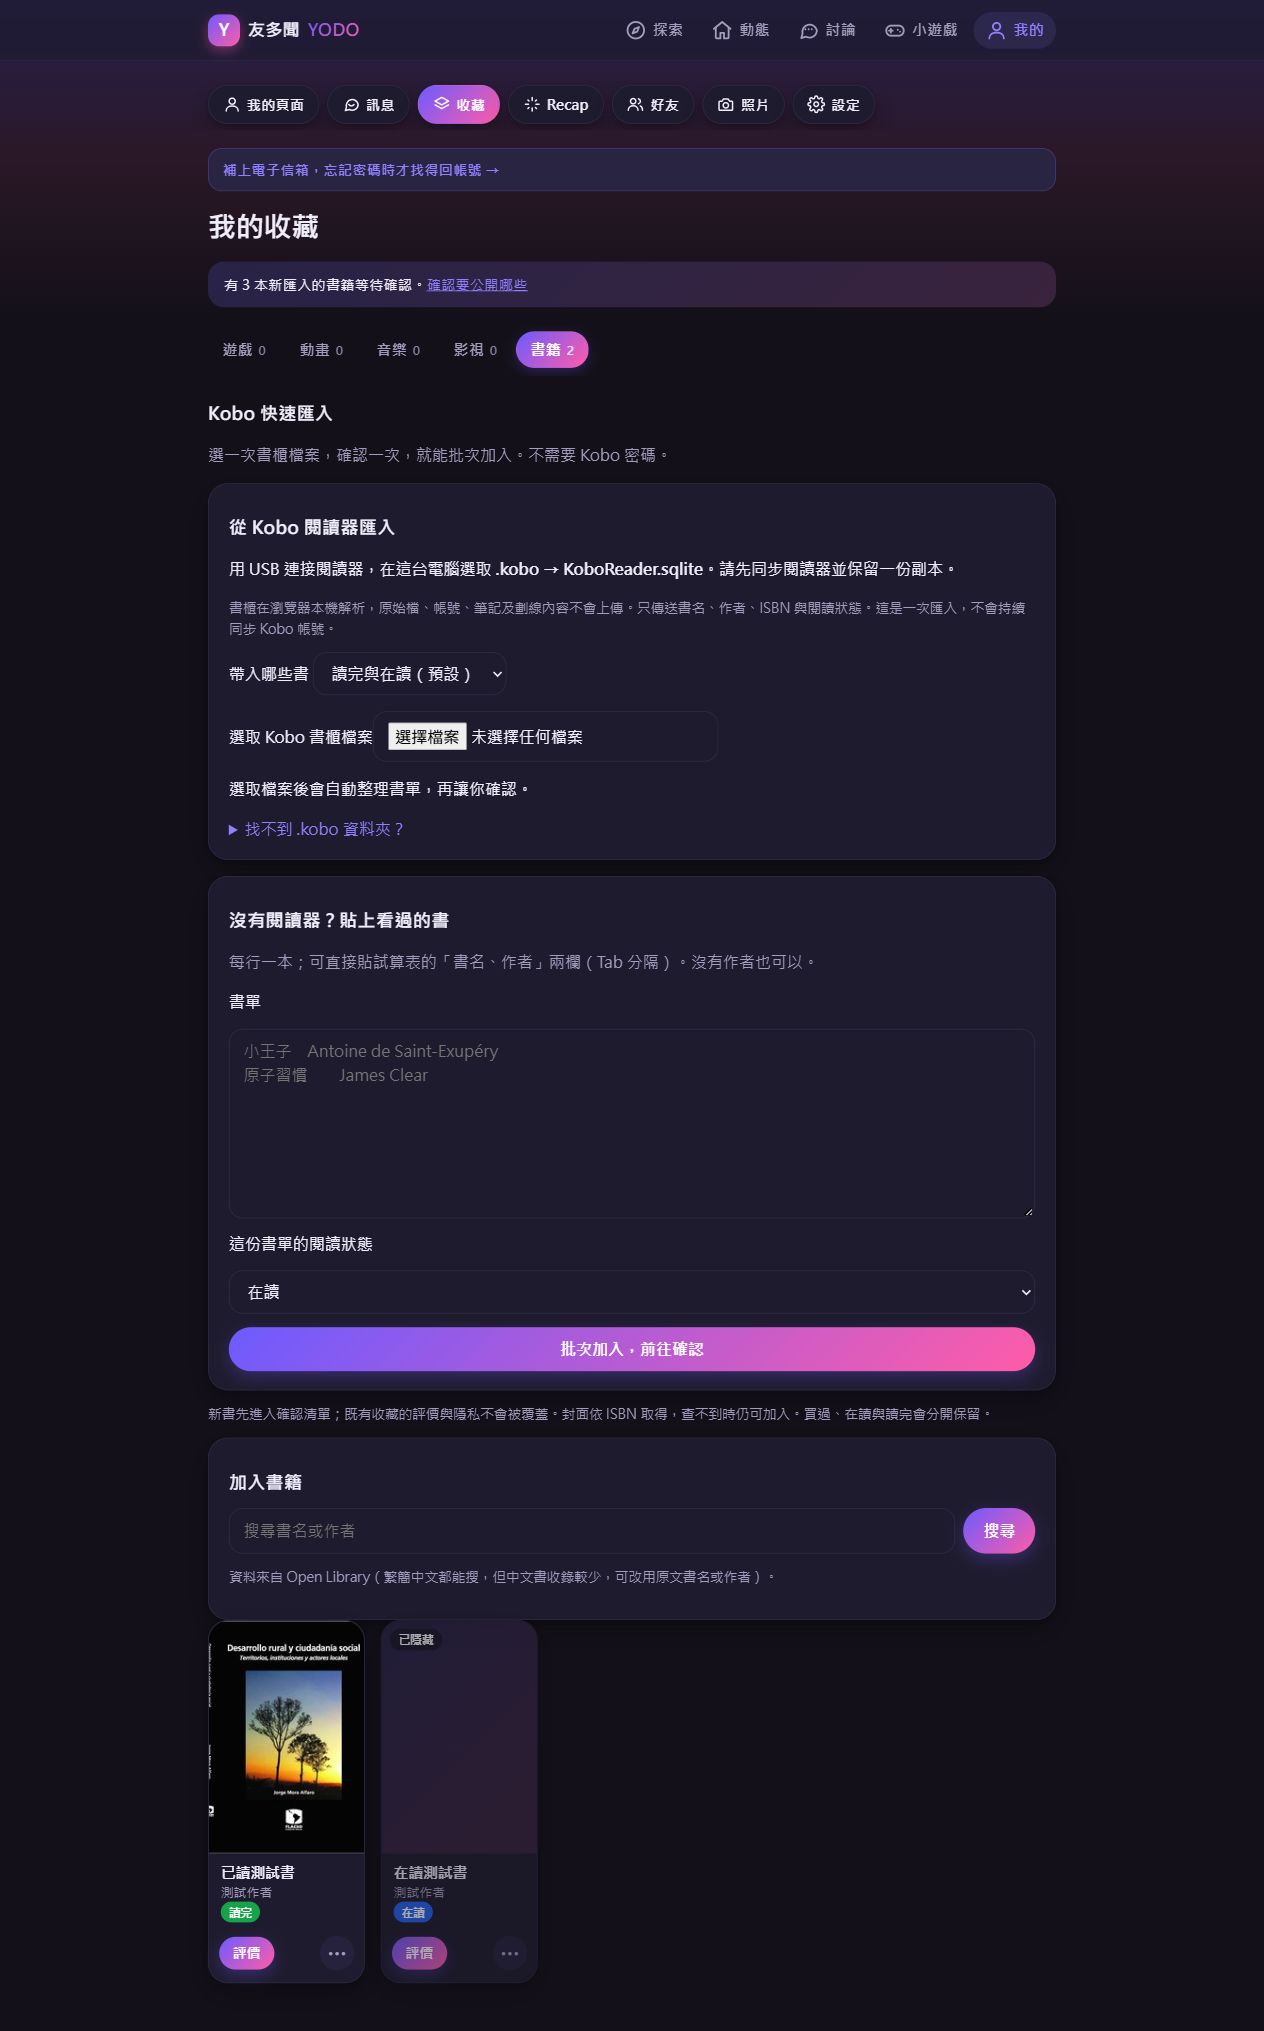 Y 友多聞 YODO
探索
動態
討論
小遊戲
我的
我的頁面
訊息
收藏
Recap
好友
照片
設定
補上電子信箱，忘記密碼時才找得回帳號 →
我的收藏
有 3 本新匯入的書籍等待確認。確認要公開哪些
遊戲 0
動畫 0
音樂 0
影視 0
書籍 2
Kobo 快速匯入
選一次書櫃檔案，確認一次，就能批次加入。不需要 Kobo 密碼。
從 Kobo 閱讀器匯入
用 USB 連接閱讀器，在這台電腦選取 .kobo → KoboReader.sqlite。請先同步閱讀器並保留一份副本。
書櫃在瀏覽器本機解析，原始檔、帳號、筆記及劃線內容不會上傳。只傳送書名、作者、ISBN 與閱讀狀態。這是一次匯入，不會持續
同步 Kobo 帳號。
帶入哪些書 讀完與在讀（預設）
選取 Kobo 書櫃檔案 選擇檔案 未選擇任何檔案
選取檔案後會自動整理書單，再讓你確認。
▶ 找不到 .kobo 資料夾？
沒有閱讀器？貼上看過的書
每行一本；可直接貼試算表的「書名、作者」兩欄（Tab 分隔）。沒有作者也可以。
書單
小王子 Antoine de Saint-Exupéry
原子習慣 James Clear
這份書單的閱讀狀態
在讀
批次加入，前往確認
新書先進入確認清單；既有收藏的評價與隱私不會被覆蓋。封面依 ISBN 取得，查不到時仍可加入。買過、在讀與讀完會分開保留。
加入書籍
搜尋書名或作者
搜尋
資料來自 Open Library（繁簡中文都能搜，但中文書收錄較少，可改用原文書名或作者）。
Desarrollo rural y ciudadanía social
Territorios, instituciones y actores locales
Jorge Mora Alfaro
FLACSO
已讀測試書
測試作者
讀完
評價
已隱藏
在讀測試書
測試作者
在讀
評價